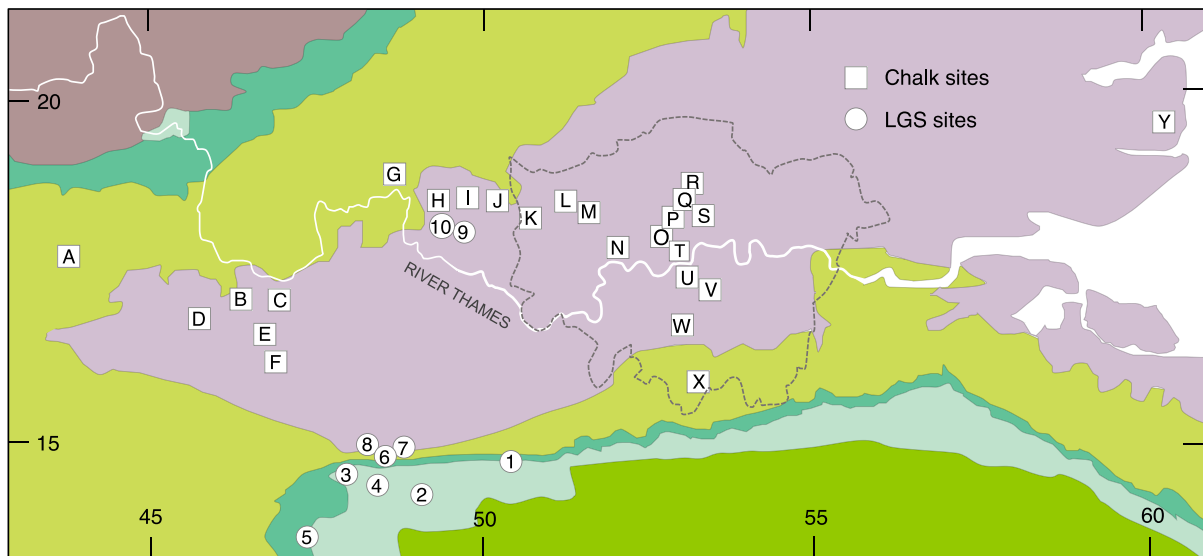 Chalk sites
20
LGS sites
Y
G
R
H
I
J
L
Q
M
K
P
S
10
9
O
N
T
A
RIVER THAMES
U
V
B
C
D
W
E
F
X
15
8
7
6
1
3
4
2
5
45
50
55
60